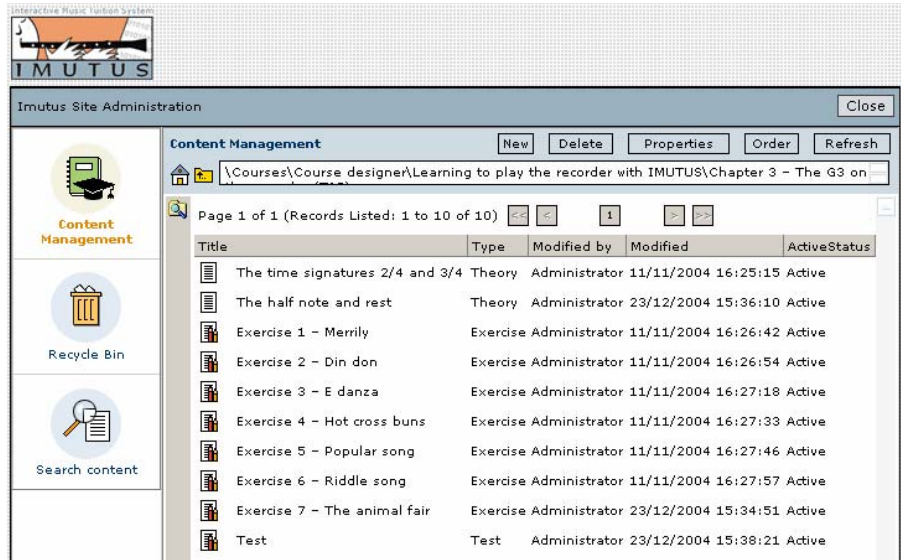 Interactive Music Tuition System
IMUTUS
Imutus Site Administration
Close
Content Management
New
Delete
Properties
Order
Refresh
\Courses\Course designer\Learning to play the recorder with IMUTUS\Chapter 3 - The G3 on
Page 1 of 1 (Records Listed: 1 to 10 of 10) << < 1 > >>
Title Type Modified by Modified ActiveStatus
The time signatures 2/4 and 3/4 Theory Administrator 11/11/2004 16:25:15 Active
The half note and rest Theory Administrator 23/12/2004 15:36:10 Active
Exercise 1 - Merrily Exercise Administrator 11/11/2004 16:26:42 Active
Exercise 2 - Din don Exercise Administrator 11/11/2004 16:26:54 Active
Exercise 3 - E danza Exercise Administrator 11/11/2004 16:27:18 Active
Exercise 4 - Hot cross buns Exercise Administrator 11/11/2004 16:27:33 Active
Exercise 5 - Popular song Exercise Administrator 11/11/2004 16:27:46 Active
Exercise 6 - Riddle song Exercise Administrator 11/11/2004 16:27:57 Active
Exercise 7 - The animal fair Exercise Administrator 23/12/2004 15:34:51 Active
Test Test Administrator 23/12/2004 15:38:21 Active
Content
Management
Recycle Bin
Search content